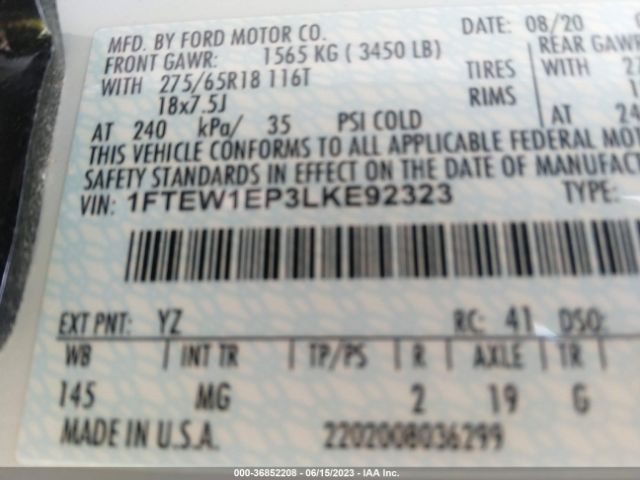 MFD. BY FORD MOTOR CO. DATE: 08/20
FRONT GAWR: 1565 KG ( 3450 LB) REAR GAWR
WITH 275/65R18 116T TIRES WITH 27
18x7.5J RIMS
AT 240 kPa/ 35 PSI COLD AT 24
THIS VEHICLE CONFORMS TO ALL APPLICABLE FEDERAL MOT
SAFETY STANDARDS IN EFFECT ON THE DATE OF MANUFACT
VIN: 1FTEW1EP3LKE92323 TYPE:
EXT PNT: YZ RC: 41 DSO:
WB INT TR TP/PS R AXLE TR
145 MG 2 19 G
MADE IN U.S.A. 2202008036299
000-36852208 - 06/15/2023 - IAA Inc.